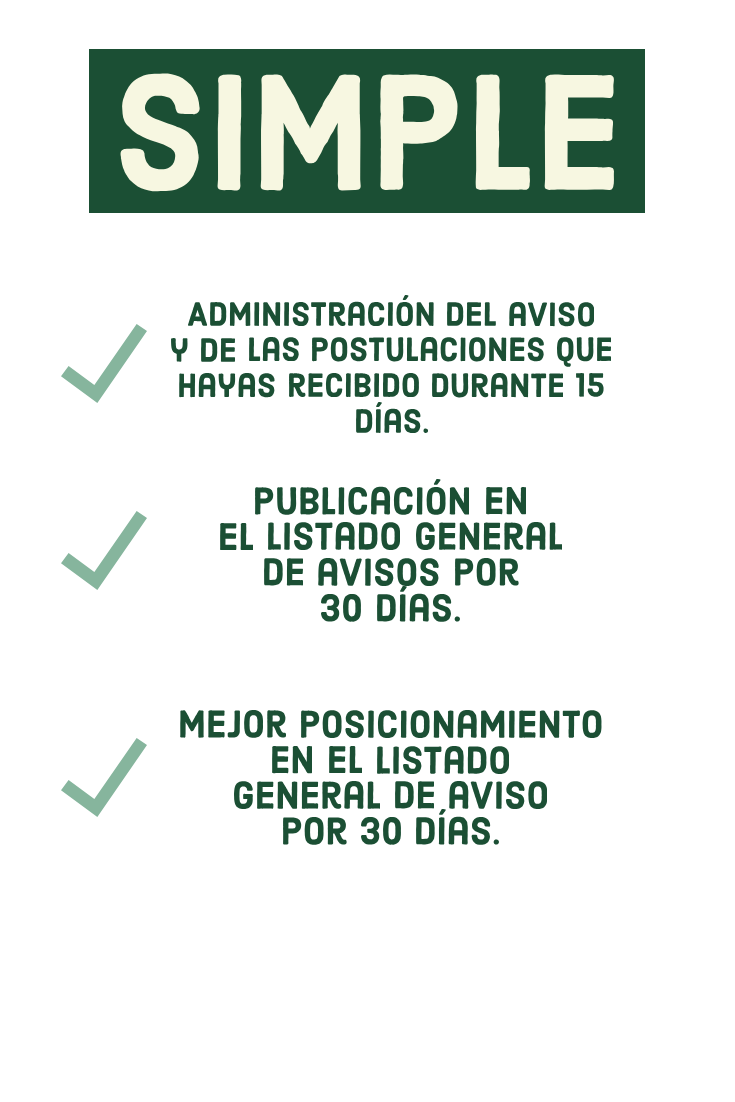 SIMPLE
ADMINISTRACIÓN DEL AVISO
Y DE LAS POSTULACIONES QUE
HAYAS RECIBIDO DURANTE 15
DÍAS.
PUBLICACIÓN EN
EL LISTADO GENERAL
DE AVISOS POR
30 DÍAS.
MEJOR POSICIONAMIENTO
EN EL LISTADO
GENERAL DE AVISO
POR 30 DÍAS.